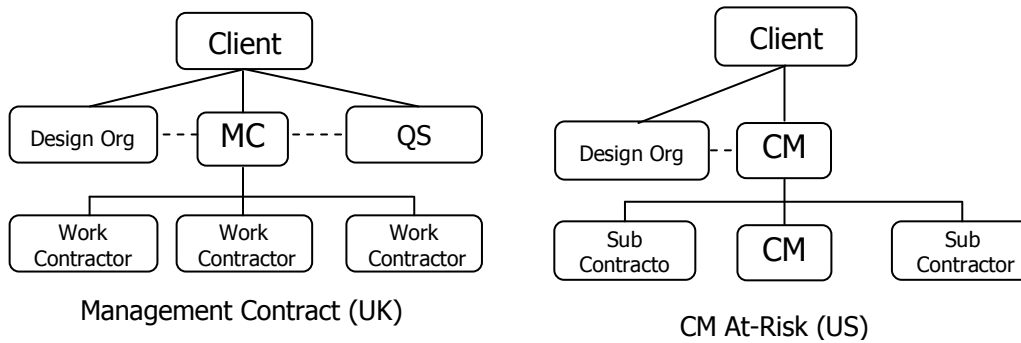 Client
Design Org
MC
QS
Work
Contractor
Work
Contractor
Work
Contractor
Management Contract (UK)
Client
Design Org
CM
Sub
Contracto
CM
Sub
Contractor
CM At-Risk (US)